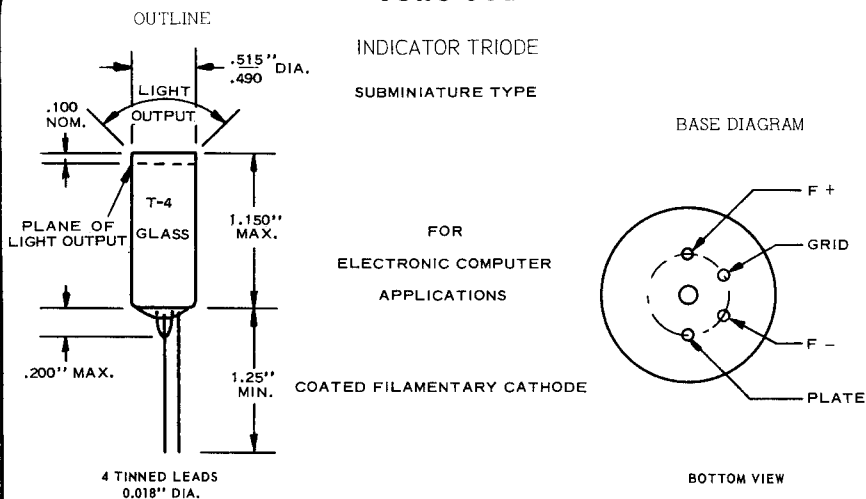 OUTLINE
.515"
.490
DIA.
LIGHT
OUTPUT
.100
NOM.
T-4
GLASS
PLANE OF
LIGHT OUTPUT
1.150"
MAX.
.200" MAX.
1.25"
MIN.
4 TINNED LEADS
0.018" DIA.
INDICATOR TRIODE
SUBMINIATURE TYPE
FOR
ELECTRONIC COMPUTER
APPLICATIONS
COATED FILAMENTARY CATHODE
BASE DIAGRAM
F +
GRID
F -
PLATE
BOTTOM VIEW